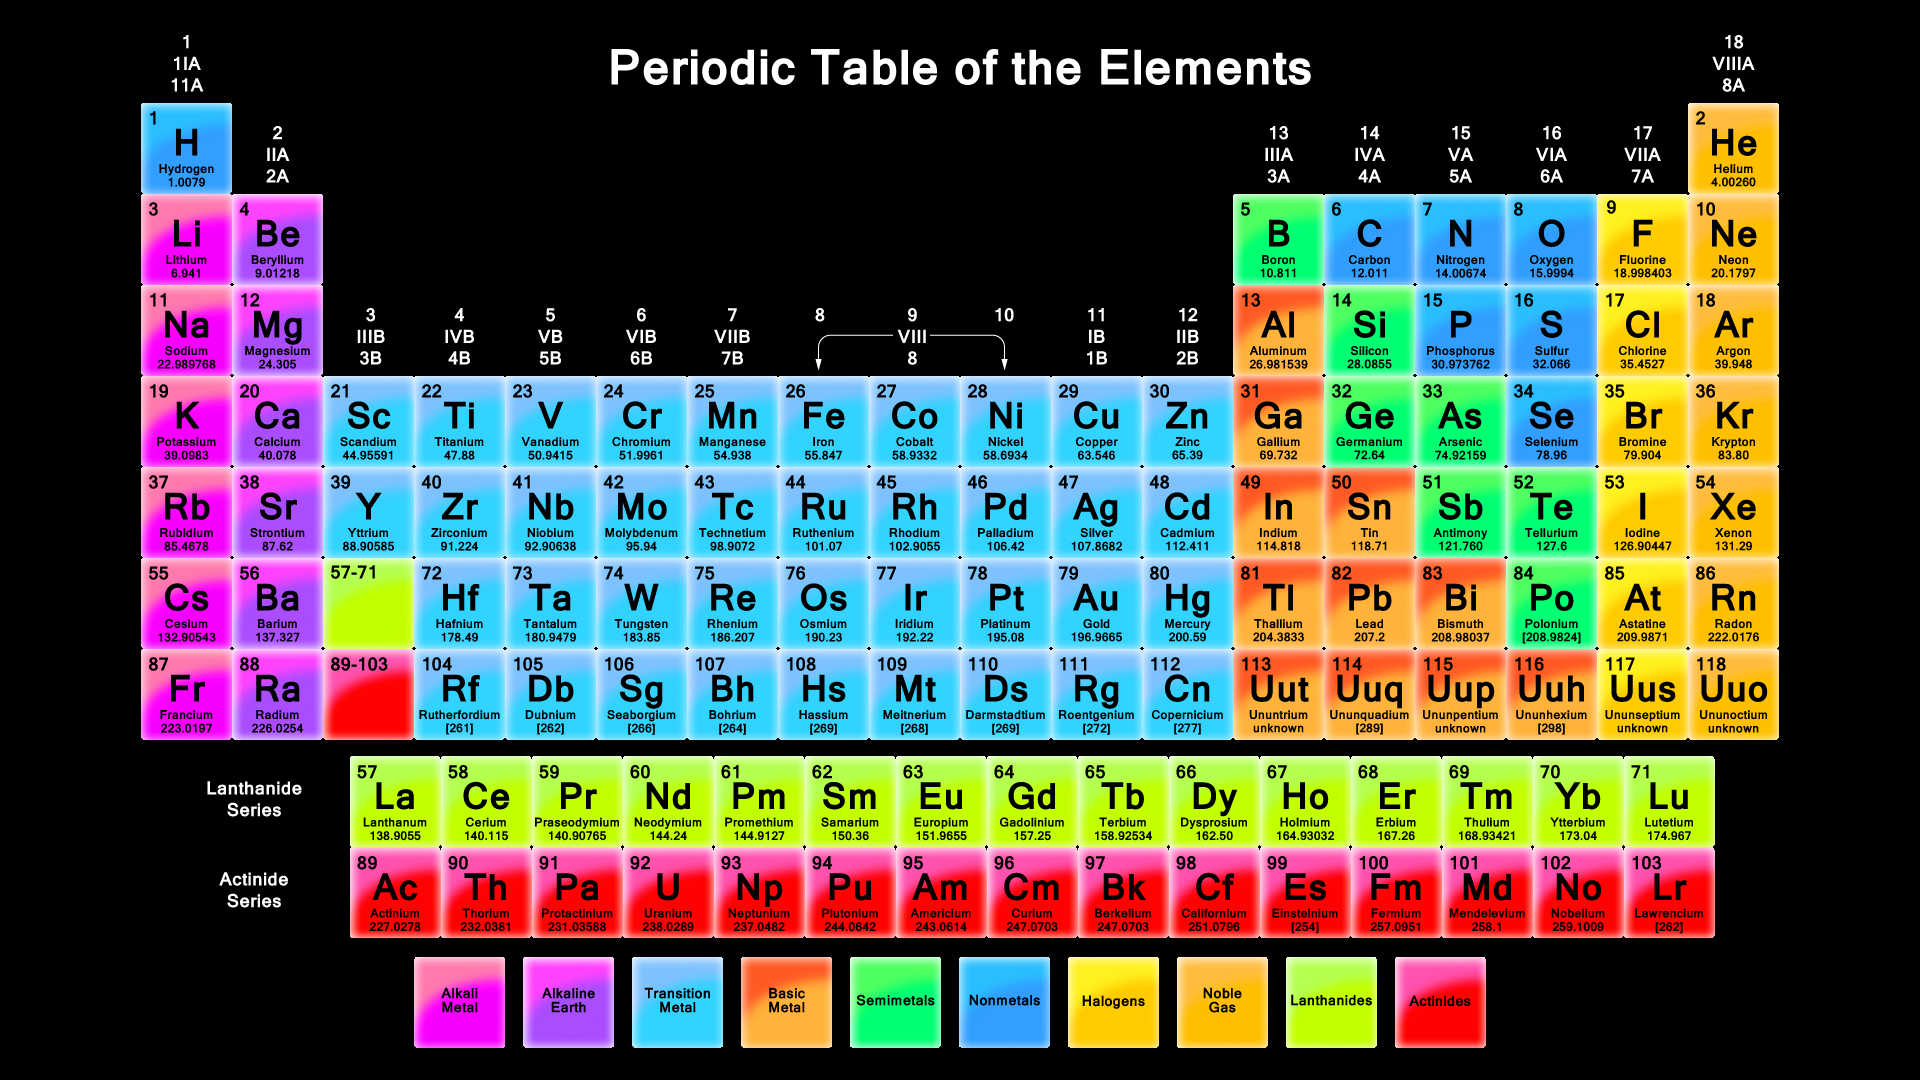 Periodic Table of the Elements
1
1IA
11A
18
VIIIA
8A
2
IIA
2A
13
IIIA
3A
14
IVA
4A
15
VA
5A
16
VIA
6A
17
VIIA
7A
3
IIIB
3B
4
IVB
4B
5
VB
5B
6
VIB
6B
7
VIIB
7B
8
9
10
VIII
8
11
IB
1B
12
IIB
2B
1
H
Hydrogen
1.0079
2
He
Helium
4.00260
3
Li
Lithium
6.941
4
Be
Beryllium
9.01218
5
B
Boron
10.811
6
C
Carbon
12.011
7
N
Nitrogen
14.00674
8
O
Oxygen
15.9994
9
F
Fluorine
18.998403
10
Ne
Neon
20.1797
11
Na
Sodium
22.989768
12
Mg
Magnesium
24.305
13
Al
Aluminum
26.981539
14
Si
Silicon
28.0855
15
P
Phosphorus
30.973762
16
S
Sulfur
32.066
17
Cl
Chlorine
35.4527
18
Ar
Argon
39.948
19
K
Potassium
39.0983
20
Ca
Calcium
40.078
21
Sc
Scandium
44.95591
22
Ti
Titanium
47.88
23
V
Vanadium
50.9415
24
Cr
Chromium
51.9961
25
Mn
Manganese
54.938
26
Fe
Iron
55.847
27
Co
Cobalt
58.9332
28
Ni
Nickel
58.6934
29
Cu
Copper
63.546
30
Zn
Zinc
65.39
31
Ga
Gallium
69.732
32
Ge
Germanium
72.64
33
As
Arsenic
74.92159
34
Se
Selenium
78.96
35
Br
Bromine
79.904
36
Kr
Krypton
83.80
37
Rb
Rubidium
85.4678
38
Sr
Strontium
87.62
39
Y
Yttrium
88.90585
40
Zr
Zirconium
91.224
41
Nb
Niobium
92.90638
42
Mo
Molybdenum
95.94
43
Tc
Technetium
98.9072
44
Ru
Ruthenium
101.07
45
Rh
Rhodium
102.9055
46
Pd
Palladium
106.42
47
Ag
Silver
107.8682
48
Cd
Cadmium
112.411
49
In
Indium
114.818
50
Sn
Tin
118.71
51
Sb
Antimony
121.760
52
Te
Tellurium
127.6
53
I
Iodine
126.90447
54
Xe
Xenon
131.29
55
Cs
Cesium
132.90543
56
Ba
Barium
137.327
57-71
72
Hf
Hafnium
178.49
73
Ta
Tantalum
180.9479
74
W
Tungsten
183.85
75
Re
Rhenium
186.207
76
Os
Osmium
190.23
77
Ir
Iridium
192.22
78
Pt
Platinum
195.08
79
Au
Gold
196.9665
80
Hg
Mercury
200.59
81
Tl
Thallium
204.3833
82
Pb
Lead
207.2
83
Bi
Bismuth
208.98037
84
Po
Polonium
[208.9824]
85
At
Astatine
209.9871
86
Rn
Radon
222.0176
87
Fr
Francium
223.0197
88
Ra
Radium
226.0254
89-103
104
Rf
Rutherfordium
[261]
105
Db
Dubnium
[262]
106
Sg
Seaborgium
[266]
107
Bh
Bohrium
[264]
108
Hs
Hassium
[269]
109
Mt
Meitnerium
[268]
110
Ds
Darmstadtium
[269]
111
Rg
Roentgenium
[272]
112
Cn
Copernicium
[277]
113
Uut
Ununtrium
unknown
114
Uuq
Ununquadium
[289]
115
Uup
Ununpentium
unknown
116
Uuh
Ununhexium
[298]
117
Uus
Ununseptium
unknown
118
Uuo
Ununoctium
unknown
Lanthanide
Series
57
La
Lanthanum
138.9055
58
Ce
Cerium
140.115
59
Pr
Praseodymium
140.90765
60
Nd
Neodymium
144.24
61
Pm
Promethium
144.9127
62
Sm
Samarium
150.36
63
Eu
Europium
151.9655
64
Gd
Gadolinium
157.25
65
Tb
Terbium
158.92534
66
Dy
Dysprosium
162.50
67
Ho
Holmium
164.93032
68
Er
Erbium
167.26
69
Tm
Thulium
168.93421
70
Yb
Ytterbium
173.04
71
Lu
Lutetium
174.967
Actinide
Series
89
Ac
Actinium
227.0278
90
Th
Thorium
232.0381
91
Pa
Protactinium
231.03588
92
U
Uranium
238.0289
93
Np
Neptunium
237.0482
94
Pu
Plutonium
244.0642
95
Am
Americium
243.0614
96
Cm
Curium
247.0703
97
Bk
Berkelium
247.0703
98
Cf
Californium
251.0796
99
Es
Einsteinium
[254]
100
Fm
Fermium
257.0951
101
Md
Mendelevium
258.1
102
No
Nobelium
259.1009
103
Lr
Lawrencium
[262]
Alkali
Metal
Alkaline
Earth
Transition
Metal
Basic
Metal
Semimetals
Nonmetals
Halogens
Noble
Gas
Lanthanides
Actinides